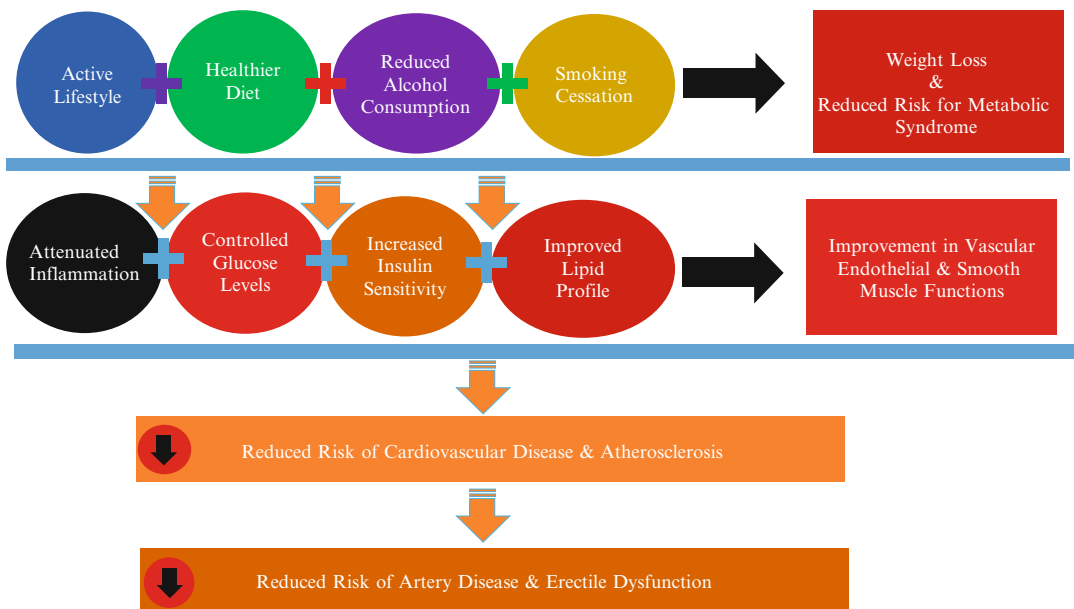 Active
Lifestyle
Healthier
Diet
Reduced
Alcohol
Consumption
Smoking
Cessation
Weight Loss
&
Reduced Risk for Metabolic
Syndrome
Attenuated
Inflammation
Controlled
Glucose
Levels
Increased
Insulin
Sensitivity
Improved
Lipid
Profile
Improvement in Vascular
Endothelial & Smooth
Muscle Functions
Reduced Risk of Cardiovascular Disease & Atherosclerosis
Reduced Risk of Artery Disease & Erectile Dysfunction